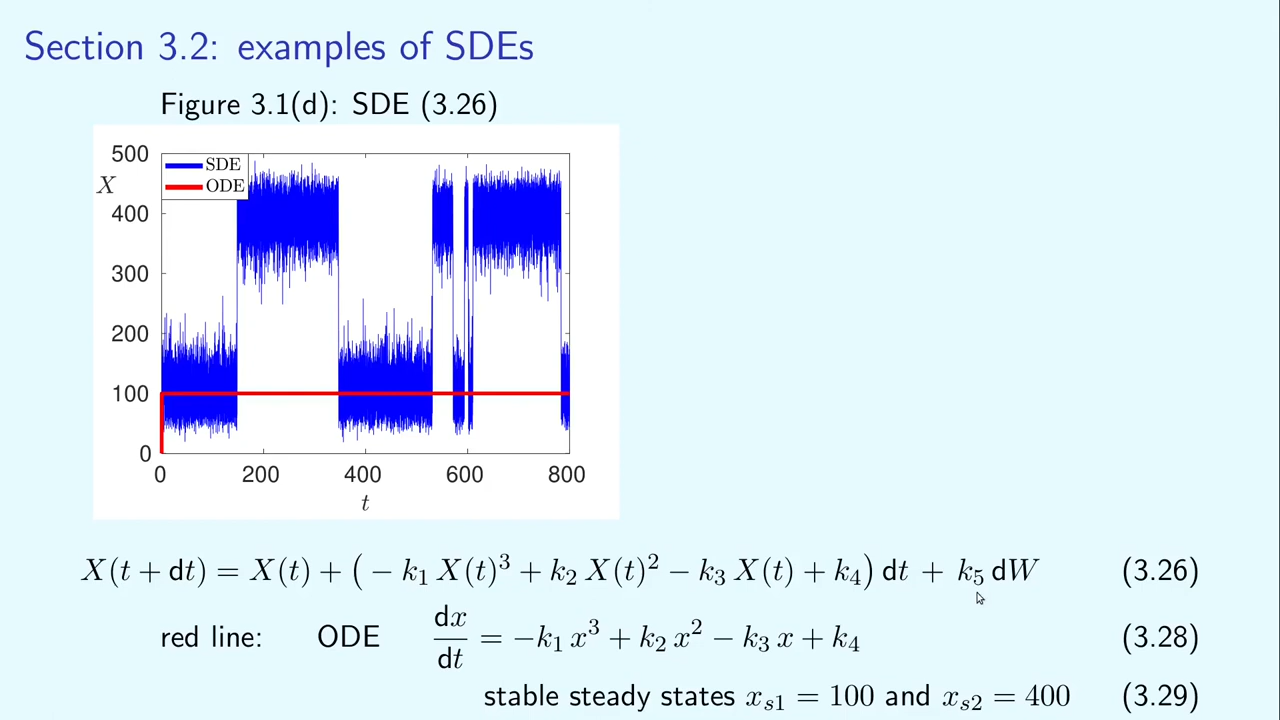 Section 3.2: examples of SDEs
Figure 3.1(d): SDE (3.26)
500
SDE
ODE
X
400
300
200
100
0
0 200 400 600 800
t
X(t + dt) = X(t) + ( − k₁ X(t)³ + k₂ X(t)² − k₃ X(t) + k₄) dt + k₅ dW (3.26)
red line: ODE dx/dt = −k₁ x³ + k₂ x² − k₃ x + k₄ (3.28)
stable steady states xₛ₁ = 100 and xₛ₂ = 400 (3.29)